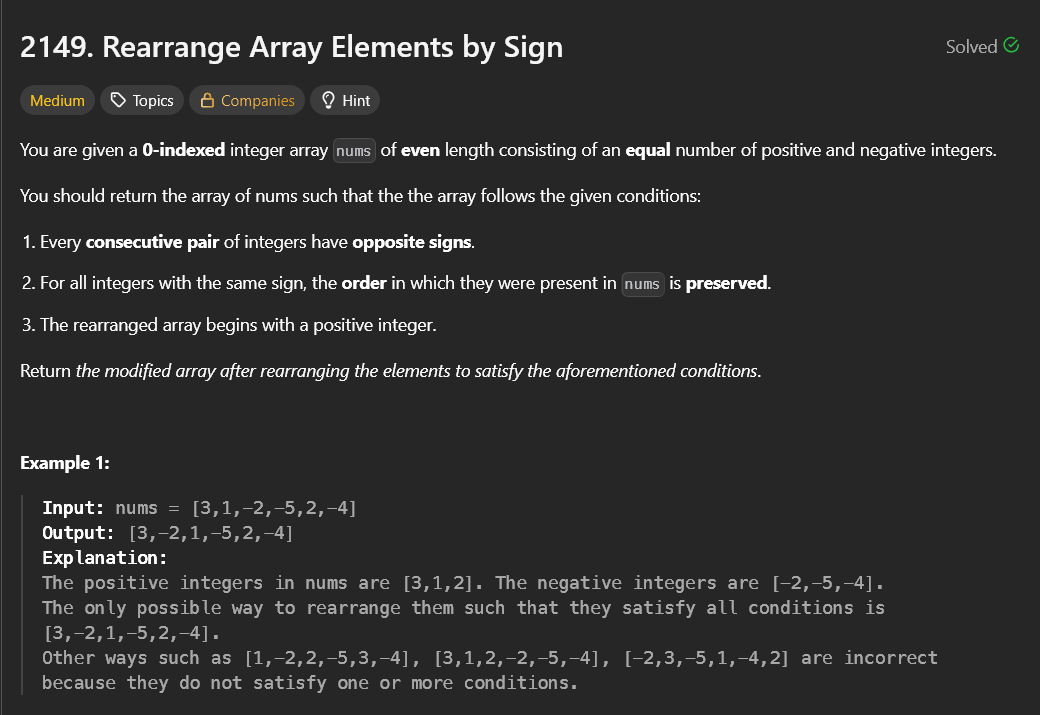 2149. Rearrange Array Elements by Sign
Solved
Medium Topics Companies Hint
You are given a 0-indexed integer array nums of even length consisting of an equal number of positive and negative integers.
You should return the array of nums such that the the array follows the given conditions:
1. Every consecutive pair of integers have opposite signs.
2. For all integers with the same sign, the order in which they were present in nums is preserved.
3. The rearranged array begins with a positive integer.
Return the modified array after rearranging the elements to satisfy the aforementioned conditions.
Example 1:
Input: nums = [3,1,-2,-5,2,-4]
Output: [3,-2,1,-5,2,-4]
Explanation:
The positive integers in nums are [3,1,2]. The negative integers are [-2,-5,-4].
The only possible way to rearrange them such that they satisfy all conditions is
[3,-2,1,-5,2,-4].
Other ways such as [1,-2,2,-5,3,-4], [3,1,2,-2,-5,-4], [-2,3,-5,1,-4,2] are incorrect
because they do not satisfy one or more conditions.